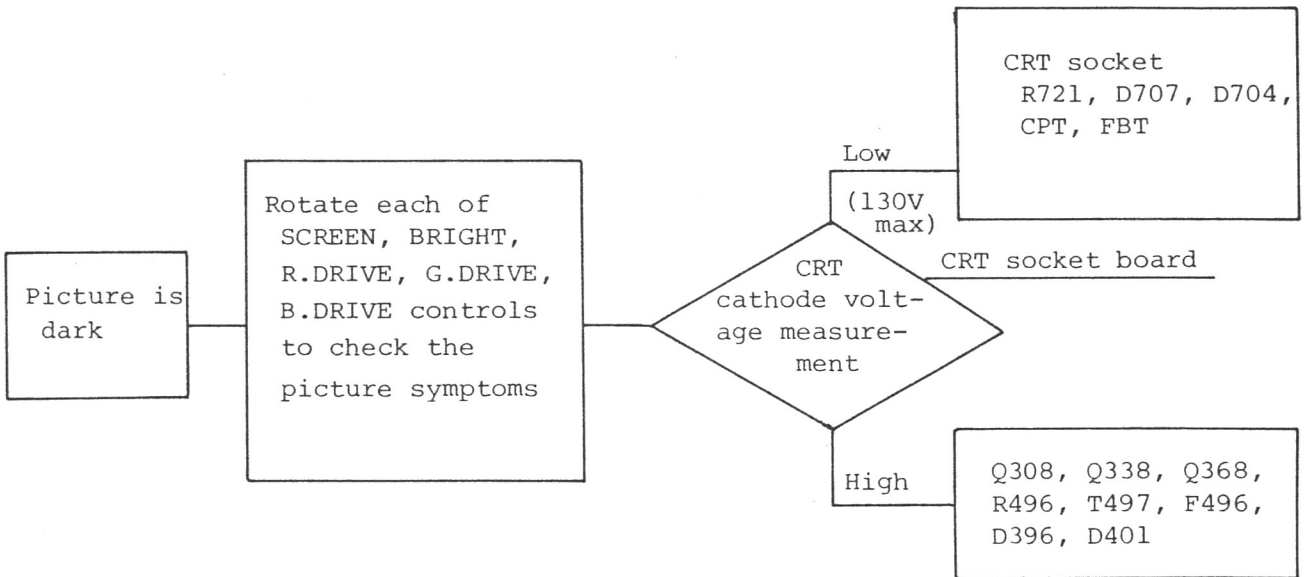 Picture is
dark
Rotate each of
SCREEN, BRIGHT,
R.DRIVE, G.DRIVE,
B.DRIVE controls
to check the
picture symptoms
CRT
cathode volt-
age measure-
ment
CRT socket board
Low
(130V
max)
CRT socket
R721, D707, D704,
CPT, FBT
High
Q308, Q338, Q368,
R496, T497, F496,
D396, D401